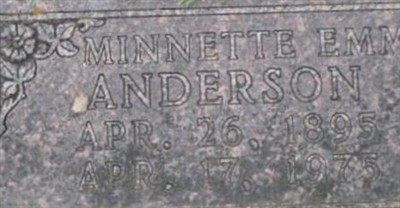 MINNETTE EMM
ANDERSON
APR. 26, 1895
APR. 17, 1975